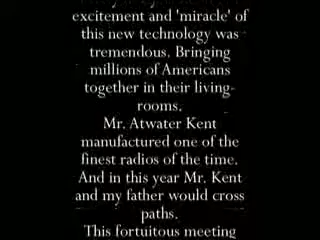 excitement and 'miracle' of
this new technology was
tremendous. Bringing
millions of Americans
together in their living-
rooms.
Mr. Atwater Kent
manufactured one of the
finest radios of the time.
And in this year Mr. Kent
and my father would cross
paths.
This fortuitous meeting